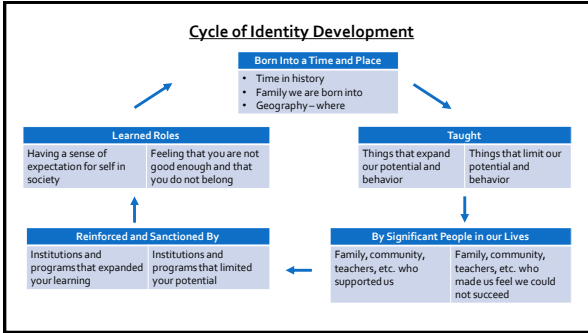 Cycle of Identity Development
Born Into a Time and Place
• Time in history
• Family we are born into
• Geography – where
Learned Roles
Having a sense of
expectation for self in
society
Feeling that you are not
good enough and that
you do not belong
Taught
Things that expand
our potential and
behavior
Things that limit our
potential and
behavior
Reinforced and Sanctioned By
Institutions and
programs that expanded
your learning
Institutions and
programs that limited
your potential
By Significant People in our Lives
Family, community,
teachers, etc. who
supported us
Family, community,
teachers, etc. who
made us feel we could
not succeed